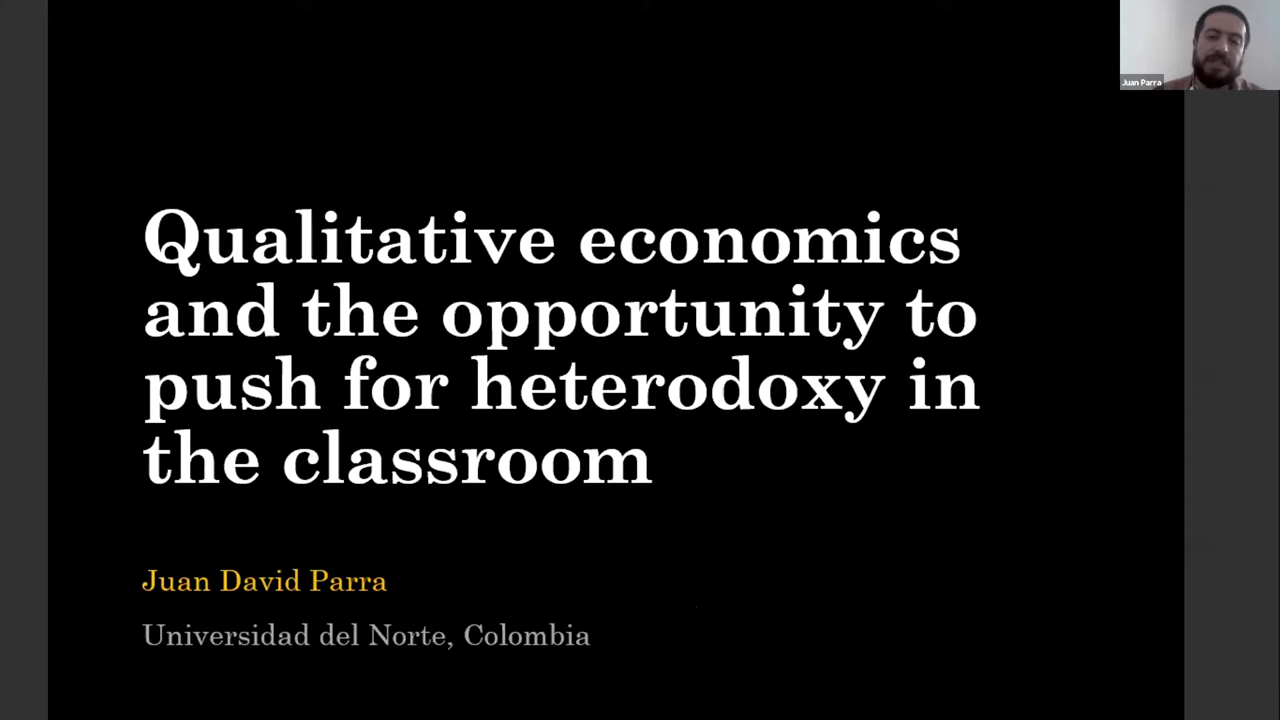 Juan Parra
Qualitative economics
and the opportunity to
push for heterodoxy in
the classroom
Juan David Parra
Universidad del Norte, Colombia